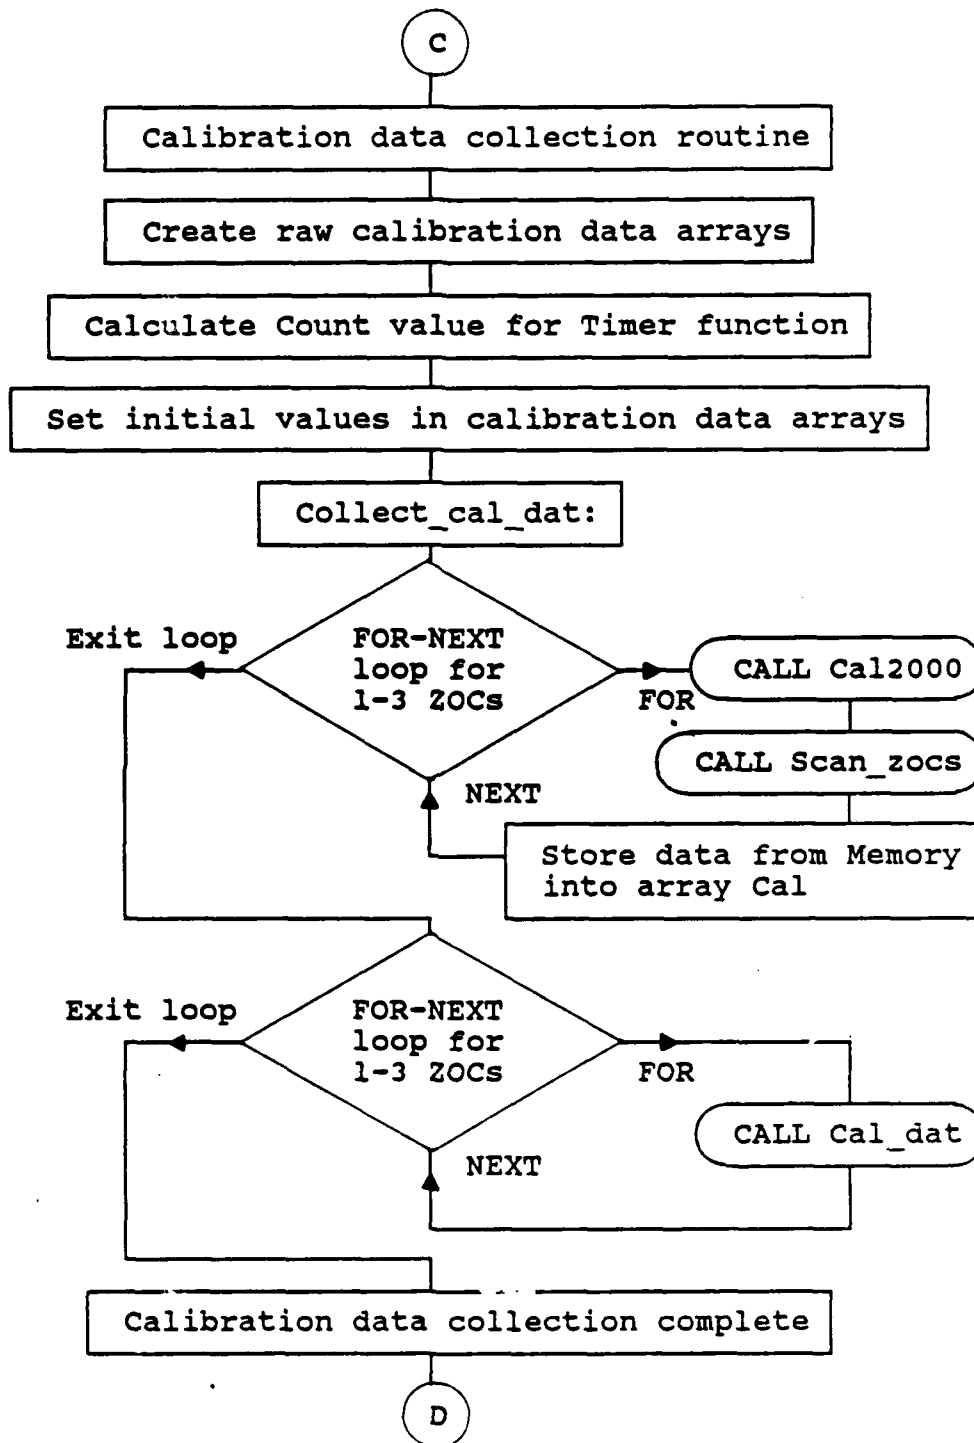 C
Calibration data collection routine
Create raw calibration data arrays
Calculate Count value for Timer function
Set initial values in calibration data arrays
Collect_cal_dat:
Exit loop
FOR-NEXT
loop for
1-3 ZOCs
FOR
CALL Cal2000
CALL Scan_zocs
NEXT
Store data from Memory
into array Cal
Exit loop
FOR-NEXT
loop for
1-3 ZOCs
FOR
CALL Cal_dat
NEXT
Calibration data collection complete
D